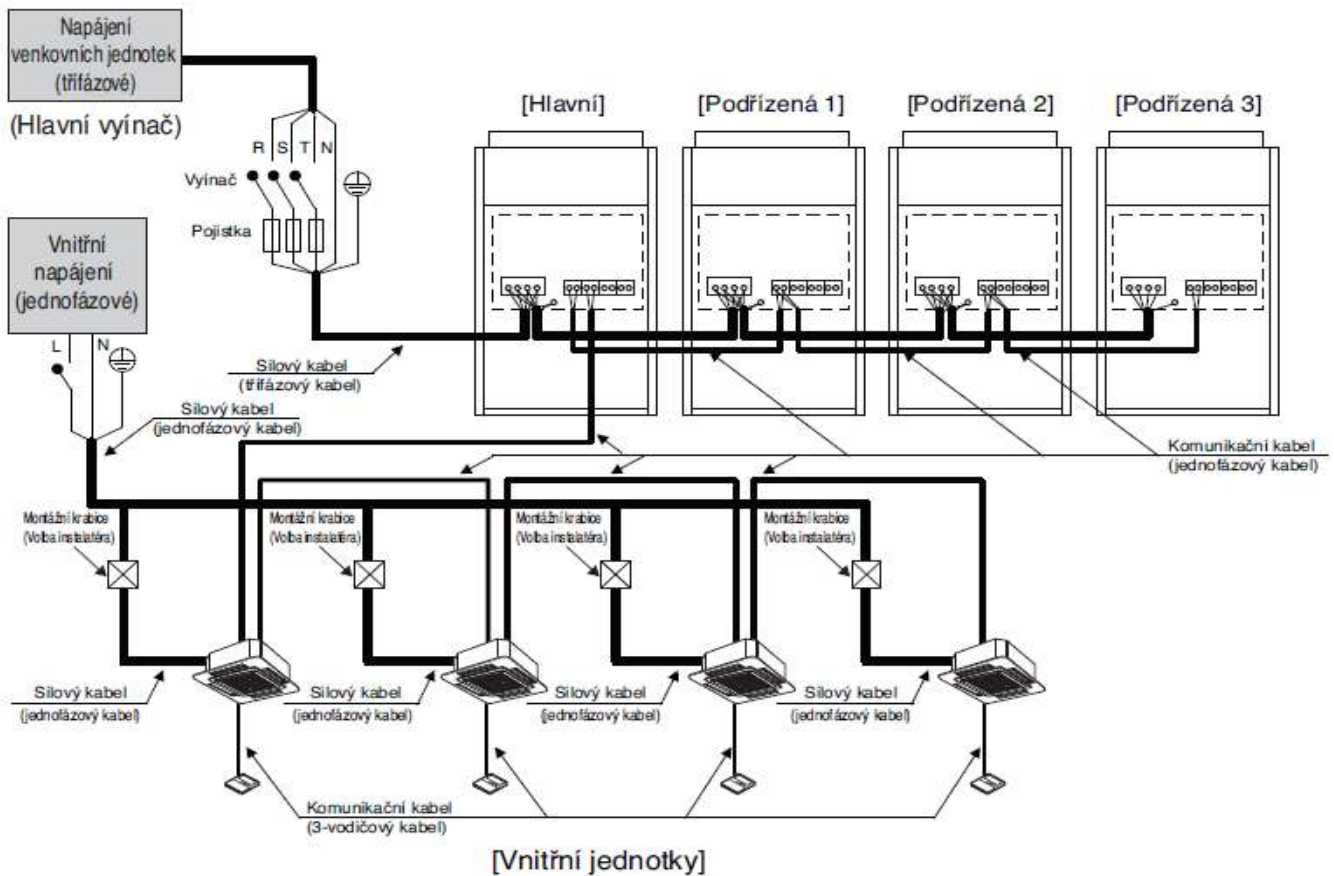 Napájení
venkovních jednotek
(třífázové)
(Hlavní vyínač)
[Hlavní]
[Podřízená 1]
[Podřízená 2]
[Podřízená 3]
R S T N
Vyínač
Pojistka
Vnitřní
napájení
(jednofázové)
L N
Silový kabel
(třífázový kabel)
Silový kabel
(jednofázový kabel)
Komunikační kabel
(jednofázový kabel)
Montážní krabice
(Volba instalatéra)
Montážní krabice
(Volba instalatéra)
Montážní krabice
(Volba instalatéra)
Montážní krabice
(Volba instalatéra)
Silový kabel
(jednofázový kabel)
Silový kabel
(jednofázový kabel)
Silový kabel
(jednofázový kabel)
Silový kabel
(jednofázový kabel)
Komunikační kabel
(3-vodičový kabel)
[Vnitřní jednotky]